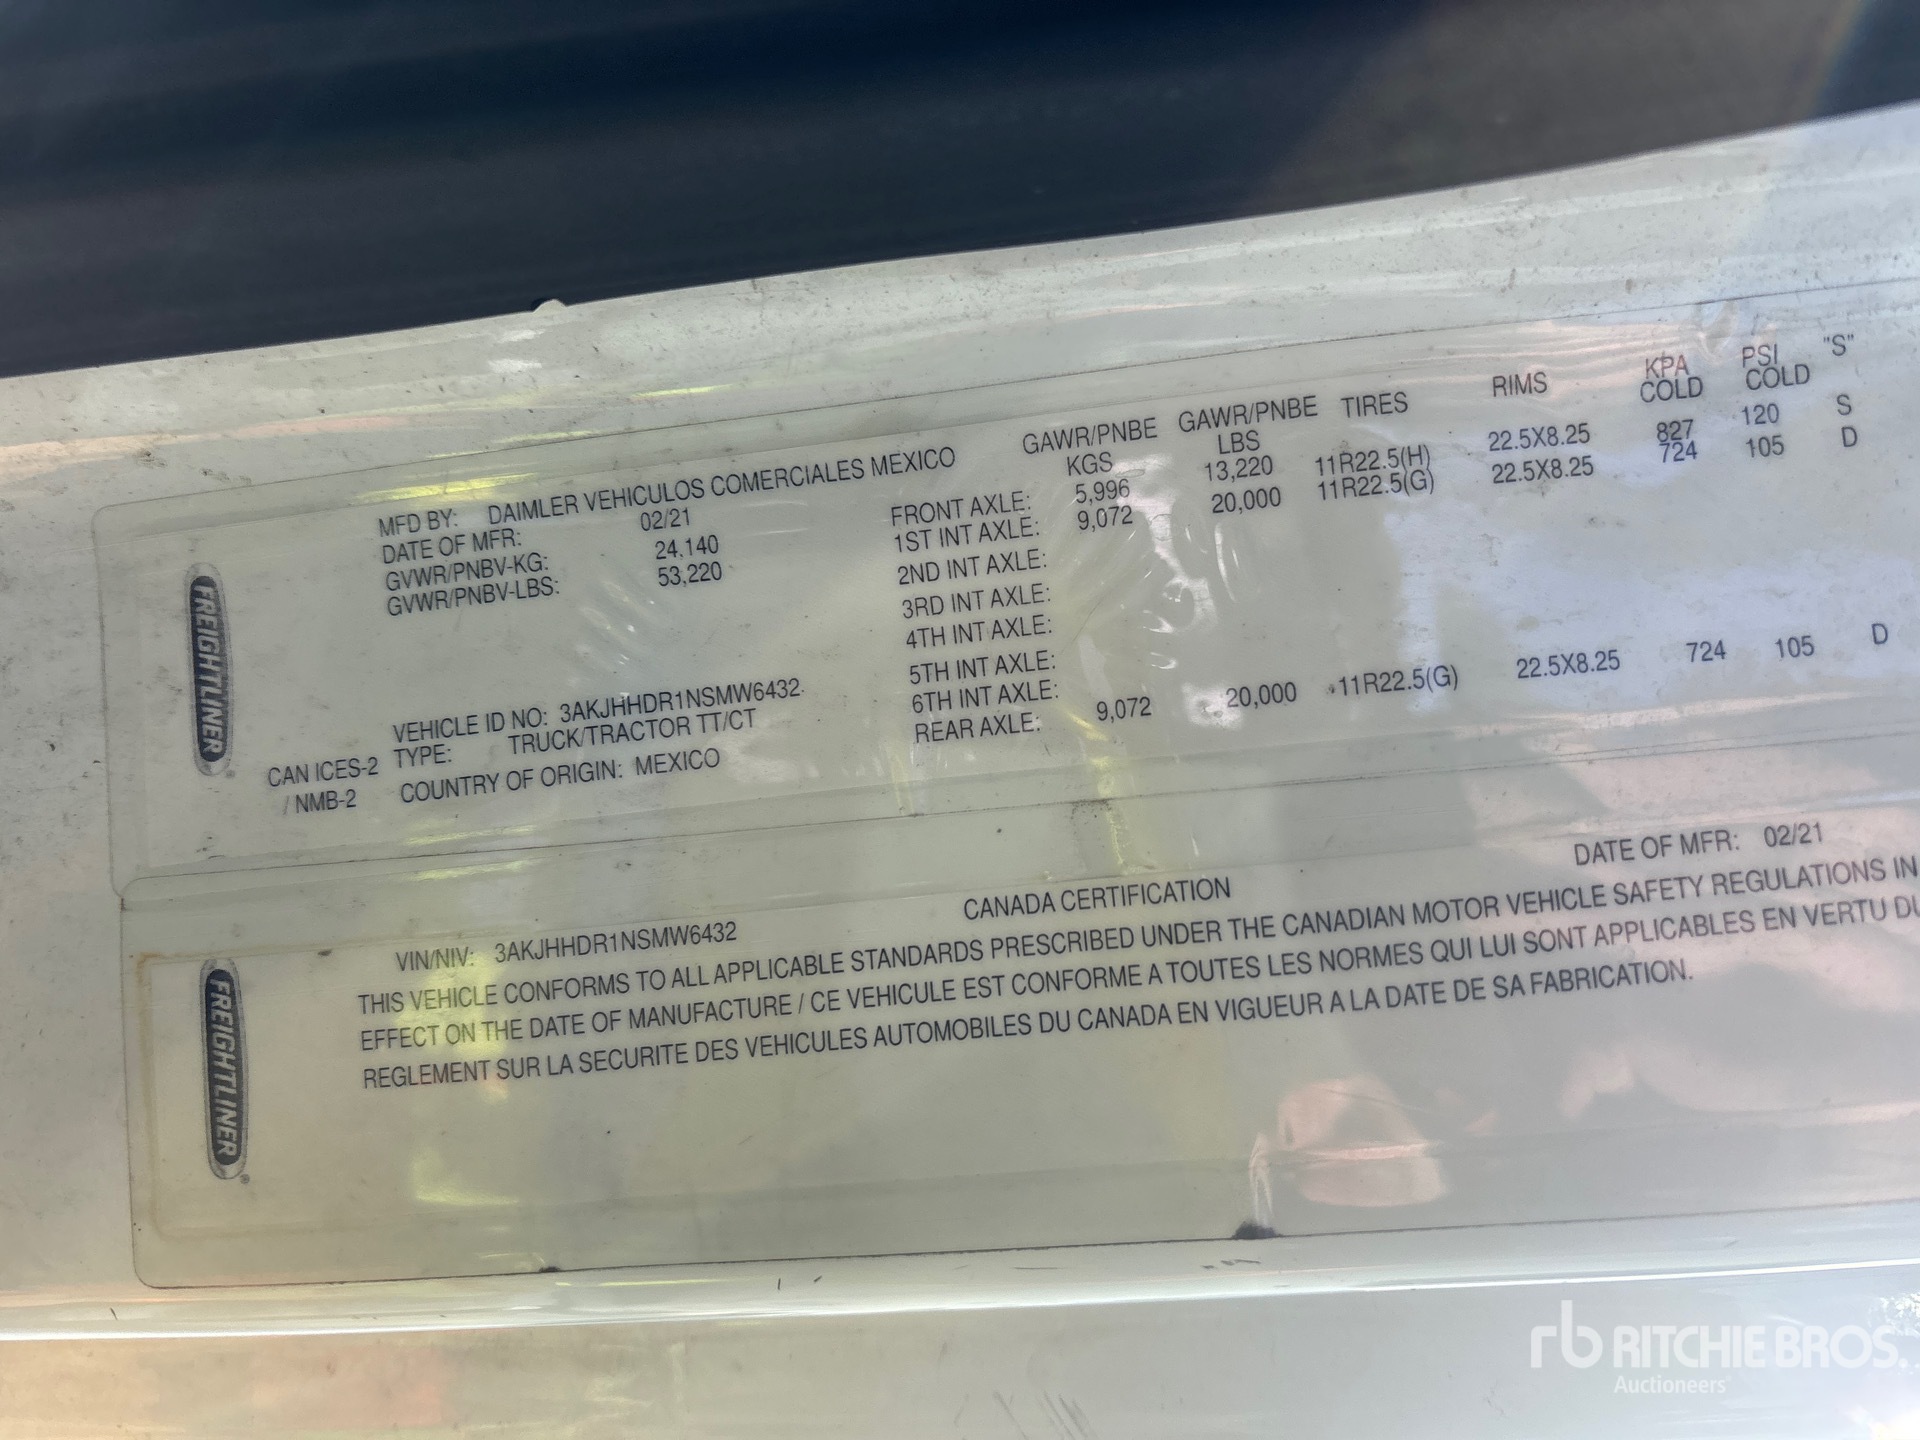 FREIGHTLINER
MFD BY: DAIMLER VEHICULOS COMERCIALES MEXICO
DATE OF MFR: 02/21
GVWR/PNBV-KG: 24,140
GVWR/PNBV-LBS: 53,220
VEHICLE ID NO: 3AKJHHDR1NSMW6432
TYPE: TRUCK/TRACTOR TT/CT
COUNTRY OF ORIGIN: MEXICO
CAN ICES-2
/ NMB-2
GAWR/PNBE KGS GAWR/PNBE LBS TIRES RIMS KPA COLD PSI COLD "S"
FRONT AXLE: 5,996 13,220 11R22.5(H) 22.5X8.25 827 120 S
1ST INT AXLE: 9,072 20,000 11R22.5(G) 22.5X8.25 724 105 D
2ND INT AXLE:
3RD INT AXLE:
4TH INT AXLE:
5TH INT AXLE:
6TH INT AXLE:
REAR AXLE: 9,072 20,000 11R22.5(G) 22.5X8.25 724 105 D
FREIGHTLINER
CANADA CERTIFICATION
DATE OF MFR: 02/21
VIN/NIV: 3AKJHHDR1NSMW6432
THIS VEHICLE CONFORMS TO ALL APPLICABLE STANDARDS PRESCRIBED UNDER THE CANADIAN MOTOR VEHICLE SAFETY REGULATIONS IN
EFFECT ON THE DATE OF MANUFACTURE / CE VEHICULE EST CONFORME A TOUTES LES NORMES QUI LUI SONT APPLICABLES EN VERTU DU
REGLEMENT SUR LA SECURITE DES VEHICULES AUTOMOBILES DU CANADA EN VIGUEUR A LA DATE DE SA FABRICATION.
rb RITCHIE BROS.
Auctioneers